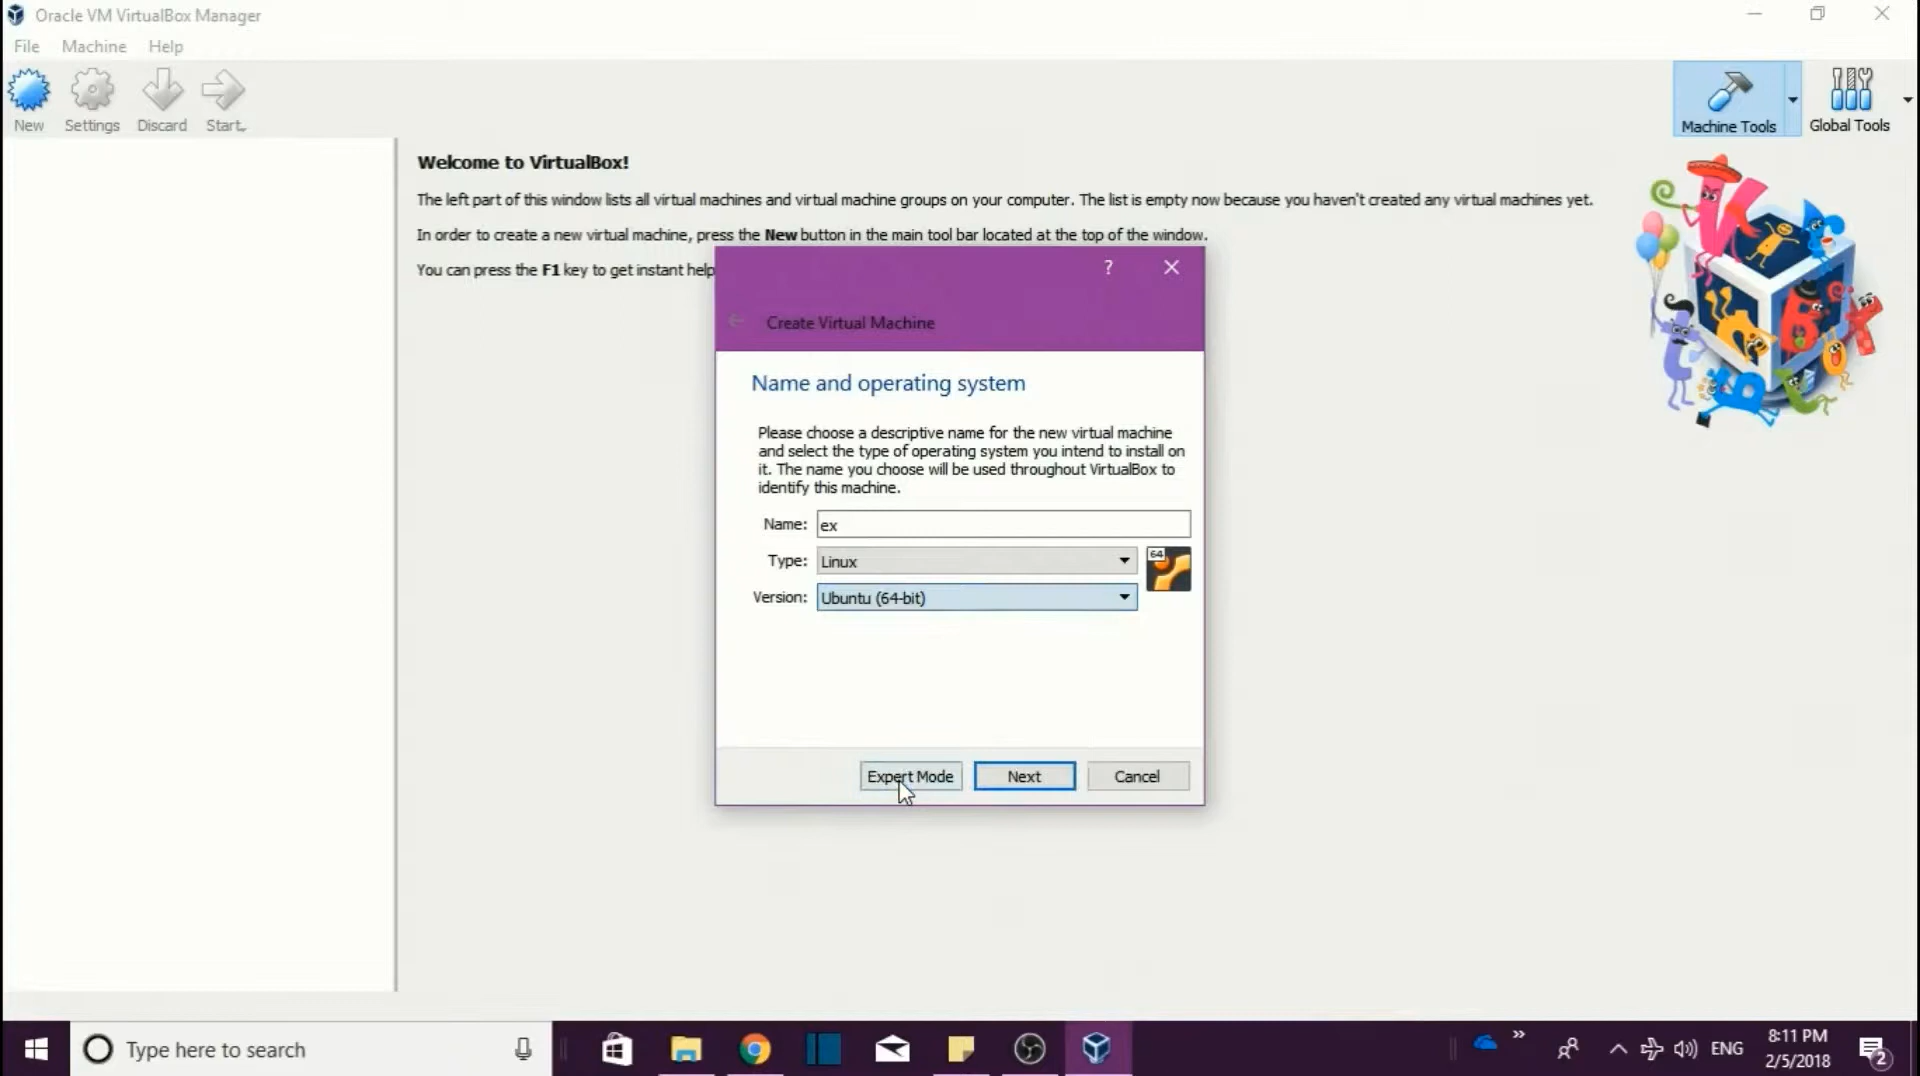 Oracle VM VirtualBox Manager
File Machine Help
New Settings Discard Start
Machine Tools Global Tools
Welcome to VirtualBox!
The left part of this window lists all virtual machines and virtual machine groups on your computer. The list is empty now because you haven't created any virtual machines yet.
In order to create a new virtual machine, press the New button in the main tool bar located at the top of the window.
You can press the F1 key to get instant help
?
Create Virtual Machine
Name and operating system
Please choose a descriptive name for the new virtual machine
and select the type of operating system you intend to install on
it. The name you choose will be used throughout VirtualBox to
identify this machine.
Name: ex
Type: Linux
64
Version: Ubuntu (64-bit)
Expert Mode Next Cancel
Type here to search
ENG
8:11 PM
2/5/2018
2